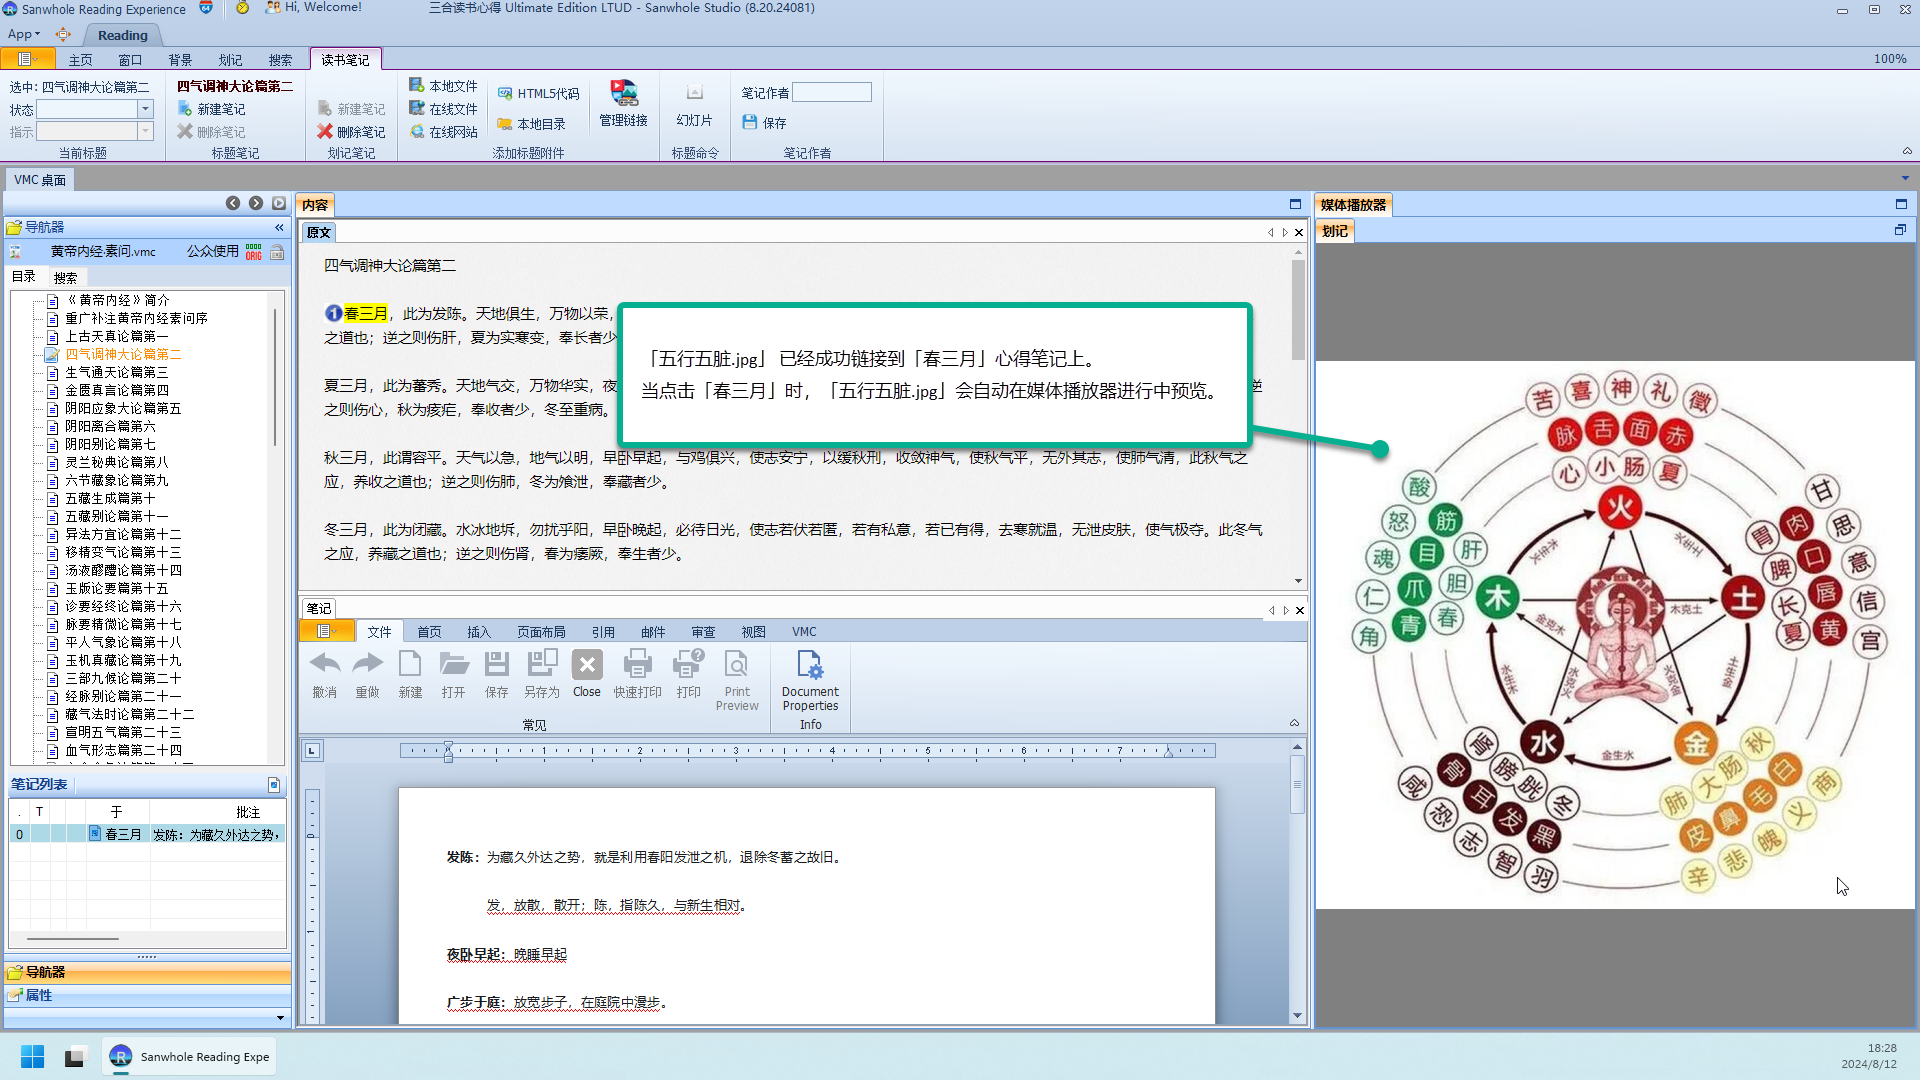 Sanwhole Reading Experience
64
Hi, Welcome!
三合读书心得 Ultimate Edition LTUD - Sanwhole Studio (8.20.24081)
App
Reading
主页
窗口
背景
划记
搜索
读书笔记
100%
选中: 四气调神大论篇第二
状态
指示
当前标题
四气调神大论篇第二
新建笔记
删除笔记
标题笔记
新建笔记
删除笔记
划记笔记
本地文件
在线文件
在线网站
HTML5代码
本地目录
添加标题附件
管理链接
幻灯片
标题命令
笔记作者
保存
笔记作者
VMC 桌面
导航器
黄帝内经·素问.vmc
公众使用
ORIG
目录
搜索
《黄帝内经》简介
重广补注黄帝内经素问序
上古天真论篇第一
四气调神大论篇第二
生气通天论篇第三
金匮真言论篇第四
阴阳应象大论篇第五
阴阳离合篇第六
阴阳别论篇第七
灵兰秘典论篇第八
六节藏象论篇第九
五藏生成篇第十
五藏别论篇第十一
异法方宜论篇第十二
移精变气论篇第十三
汤液醪醴论篇第十四
玉版论要篇第十五
诊要经终论篇第十六
脉要精微论篇第十七
平人气象论篇第十八
玉机真藏论篇第十九
三部九候论篇第二十
经脉别论篇第二十一
藏气法时论篇第二十二
宣明五气篇第二十三
血气形志篇第二十四
笔记列表
. T 于 批注
0 春三月 发陈：为藏久外达之势，
导航器
属性
内容
原文
四气调神大论篇第二
1 春三月，此为发陈。天地俱生，万物以荣，
之道也；逆之则伤肝，夏为实寒变，奉长者少
夏三月，此为蕃秀。天地气交，万物华实，夜
逆
之则伤心，秋为痎疟，奉收者少，冬至重病。
秋三月，此谓容平。天气以急，地气以明，早卧早起，与鸡俱兴，使志安宁，以缓秋刑，收敛神气，使秋气平，无外其志，使肺气清，此秋气之
应，养收之道也；逆之则伤肺，冬为飧泄，奉藏者少。
冬三月，此为闭藏。水冰地坼，勿扰乎阳，早卧晚起，必待日光，使志若伏若匿，若有私意，若已有得，去寒就温，无泄皮肤，使气极夺。此冬气
之应，养藏之道也；逆之则伤肾，春为痿厥，奉生者少。
「五行五脏.jpg」 已经成功链接到「春三月」心得笔记上。
当点击「春三月」时，「五行五脏.jpg」会自动在媒体播放器进行中预览。
笔记
文件
首页
插入
页面布局
引用
邮件
审查
视图
VMC
撤消
重做
新建
打开
保存
另存为
Close
快速打印
打印
Print Preview
Document Properties
常见
Info
1 2 3 4 5 6 7
发陈：为藏久外达之势，就是利用春阳发泄之机，退除冬蓄之故旧。
发，放散，散开；陈，指陈久，与新生相对。
夜卧早起：晚睡早起
广步于庭：放宽步子，在庭院中漫步。
媒体播放器
划记
苦 喜 神 礼 徵
脉 舌 面 赤
心 小 肠 夏
火
酸 怒 魂 仁 角
筋 目 爪 青
肝 胆 春
木
甘 思 意 信 宫
肉 口 唇 黄
胃 脾 长 夏
土
木生火
火生土
土生金
金生水
水生木
木克土
金克木
水克火
火克金
水
金
肾 膀 胱 冬
骨 耳 发 黑
咸 恐 志 智 羽
秋 肠 大 肺
白 毛 鼻 皮
商 义 魄 悲 辛
Sanwhole Reading Expe
18:28
2024/8/12